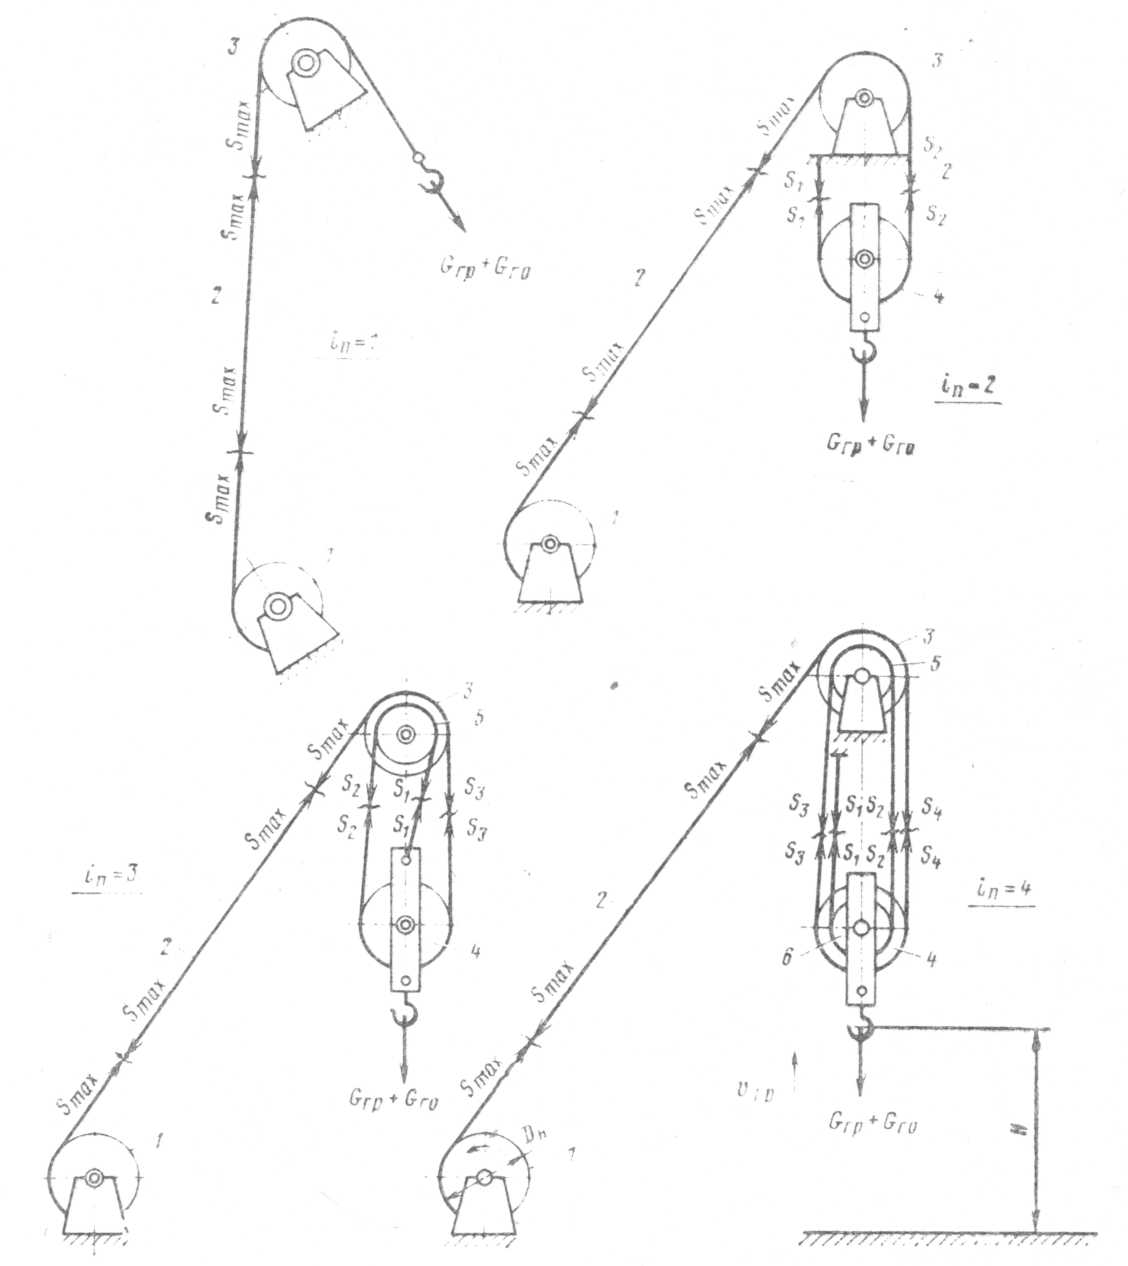 3
Smax
Smax
2
Smax
Smax
1
Gгр + Gго
iп=1
3
Smax
Smax
2
Smax
Smax
1
S2
2
S1
S1
S2
4
iп=2
Gгр + Gго
3
5
Smax
Smax
S2
S1
S3
S2
S1
S3
iп=3
2
4
Smax
Smax
1
Gгр + Gго
3
5
Smax
Smax
S3
S1
S2
S4
S3
S1
S2
S4
iп=4
2
6
4
Smax
Smax
υгр
Gгр + Gго
H
1